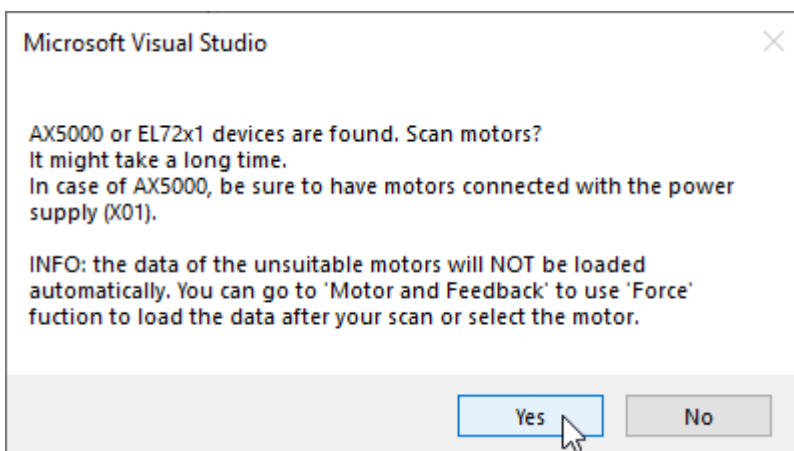 Microsoft Visual Studio
AX5000 or EL72x1 devices are found. Scan motors?
It might take a long time.
In case of AX5000, be sure to have motors connected with the power
supply (X01).
INFO: the data of the unsuitable motors will NOT be loaded
automatically. You can go to 'Motor and Feedback' to use 'Force'
fuction to load the data after your scan or select the motor.
Yes
No